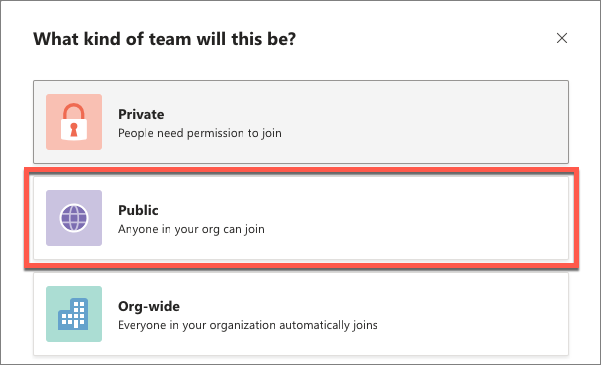 What kind of team will this be?
Private
People need permission to join
Public
Anyone in your org can join
Org-wide
Everyone in your organization automatically joins